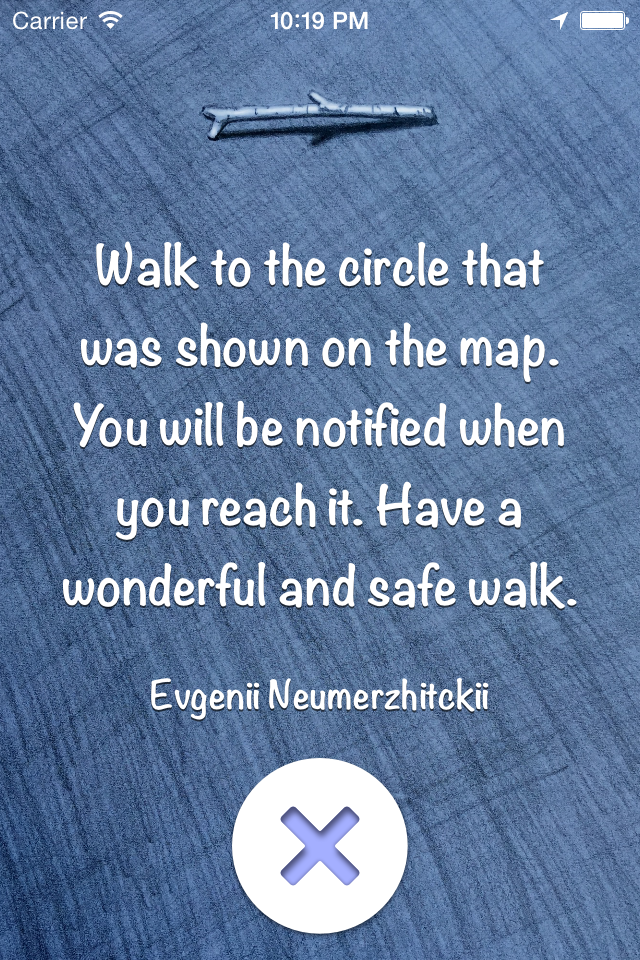 Carrier 10:19 PM
Walk to the circle that
was shown on the map.
You will be notified when
you reach it. Have a
wonderful and safe walk.
Evgenii Neumerzhitckii